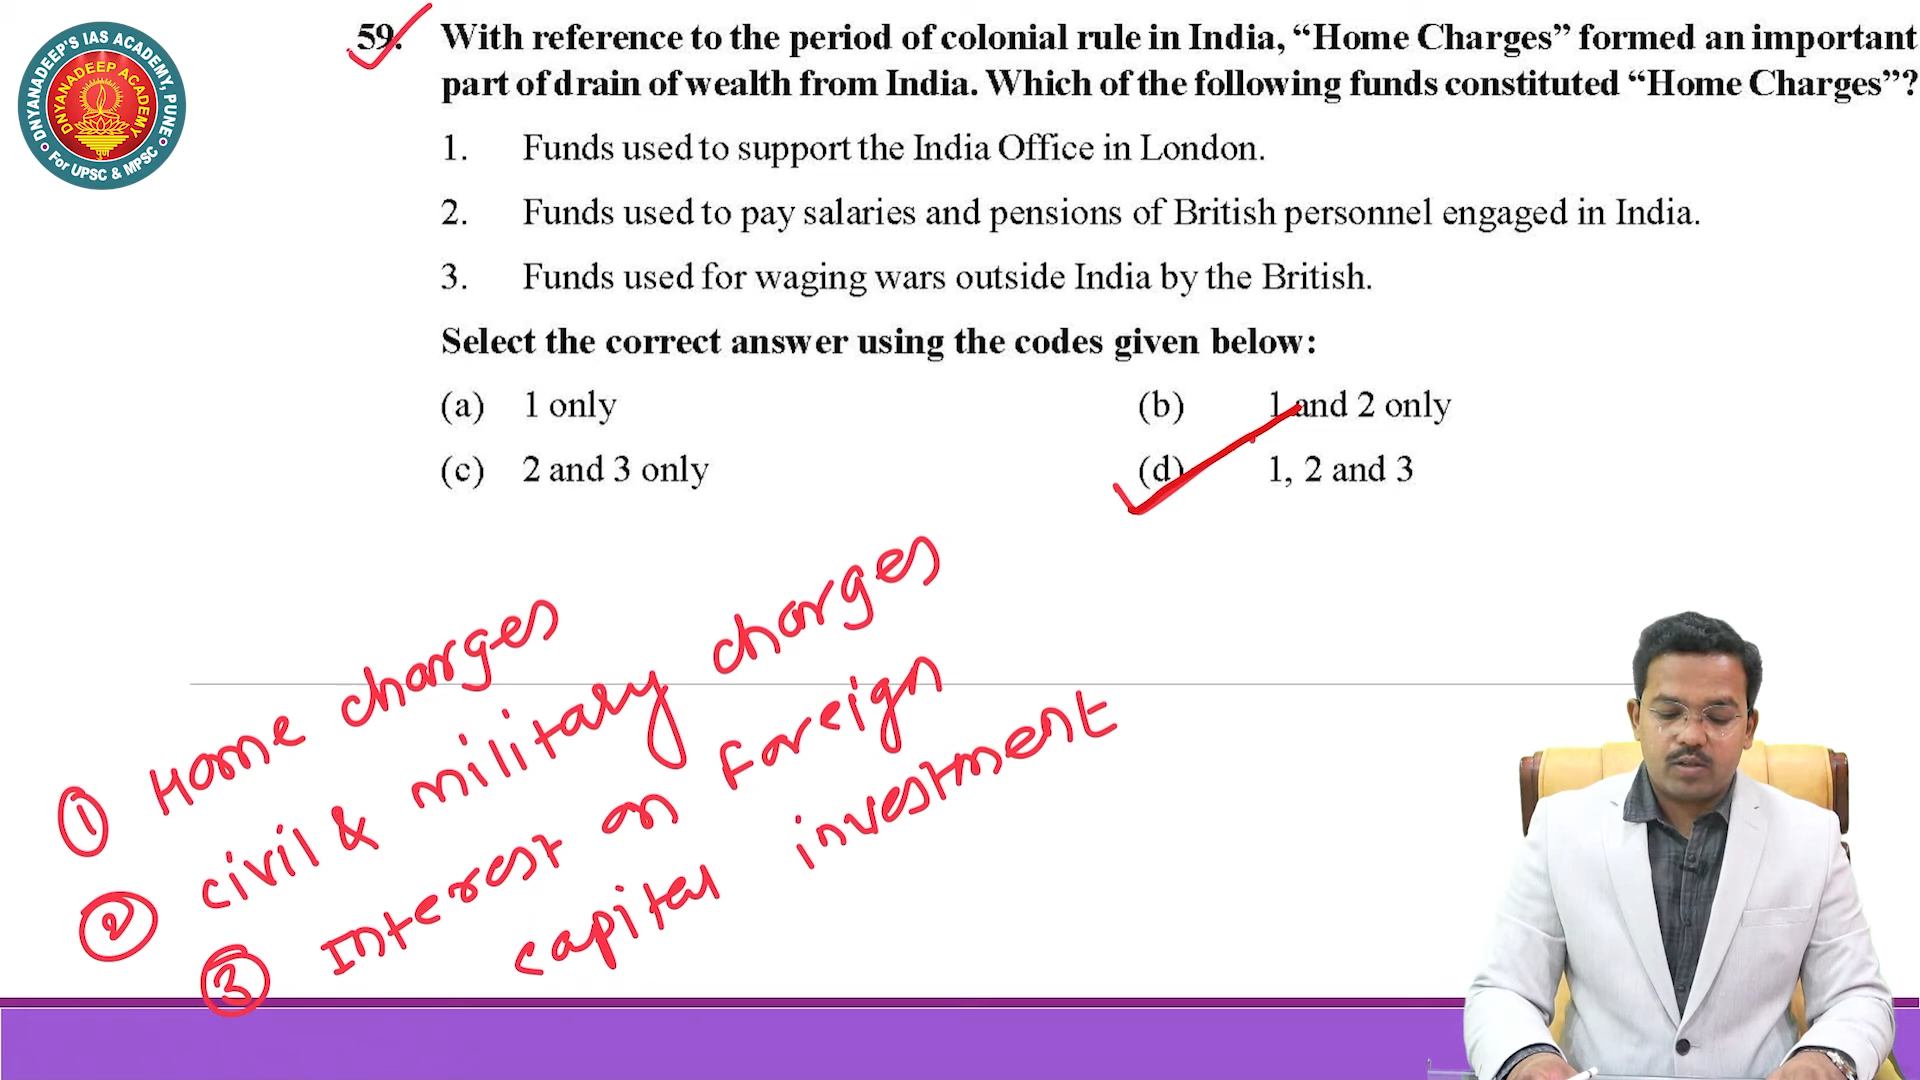 DNYANADEEP'S IAS ACADEMY
DNYANADEEP ACADEMY, PUNE
DNYANADEEP ACADEMY
पुणे
For UPSC & MPSC
59. With reference to the period of colonial rule in India, “Home Charges” formed an important
part of drain of wealth from India. Which of the following funds constituted “Home Charges”?
1. Funds used to support the India Office in London.
2. Funds used to pay salaries and pensions of British personnel engaged in India.
3. Funds used for waging wars outside India by the British.
Select the correct answer using the codes given below:
(a) 1 only (b) 1 and 2 only
(c) 2 and 3 only (d) 1, 2 and 3
1 Home charges
2 civil & military charges
3 Interest on foreign
capital investment